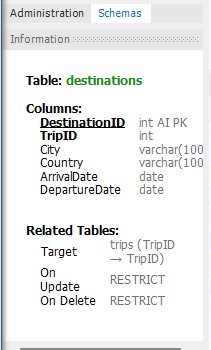 Administration Schemas
Information
Table: destinations
Columns:
DestinationID int AI PK
TripID int
City varchar(100
Country varchar(100
ArrivalDate date
DepartureDate date
Related Tables:
Target trips (TripID
→ TripID)
On
Update RESTRICT
On Delete RESTRICT